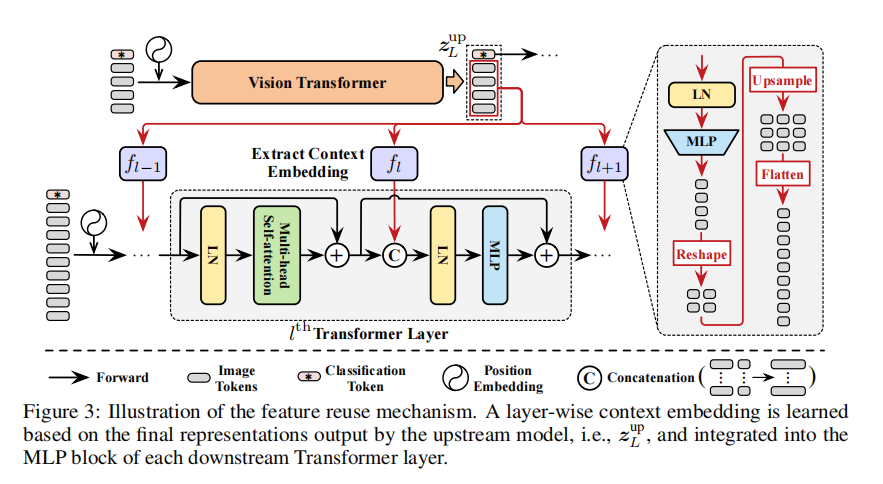 z_L^up
*
...
Vision Transformer
LN
Upsample
MLP
Flatten
Reshape
Extract Context
Embedding
f_{l-1}
f_l
f_{l+1}
*
...
LN
Multi-head
Self-attention
+
C
LN
MLP
+
...
l^th Transformer Layer
Forward
Image
Tokens
*
Classification
Token
Position
Embedding
C
Concatenation
Figure 3: Illustration of the feature reuse mechanism. A layer-wise context embedding is learned
based on the final representations output by the upstream model, i.e., z_L^up, and integrated into the
MLP block of each downstream Transformer layer.